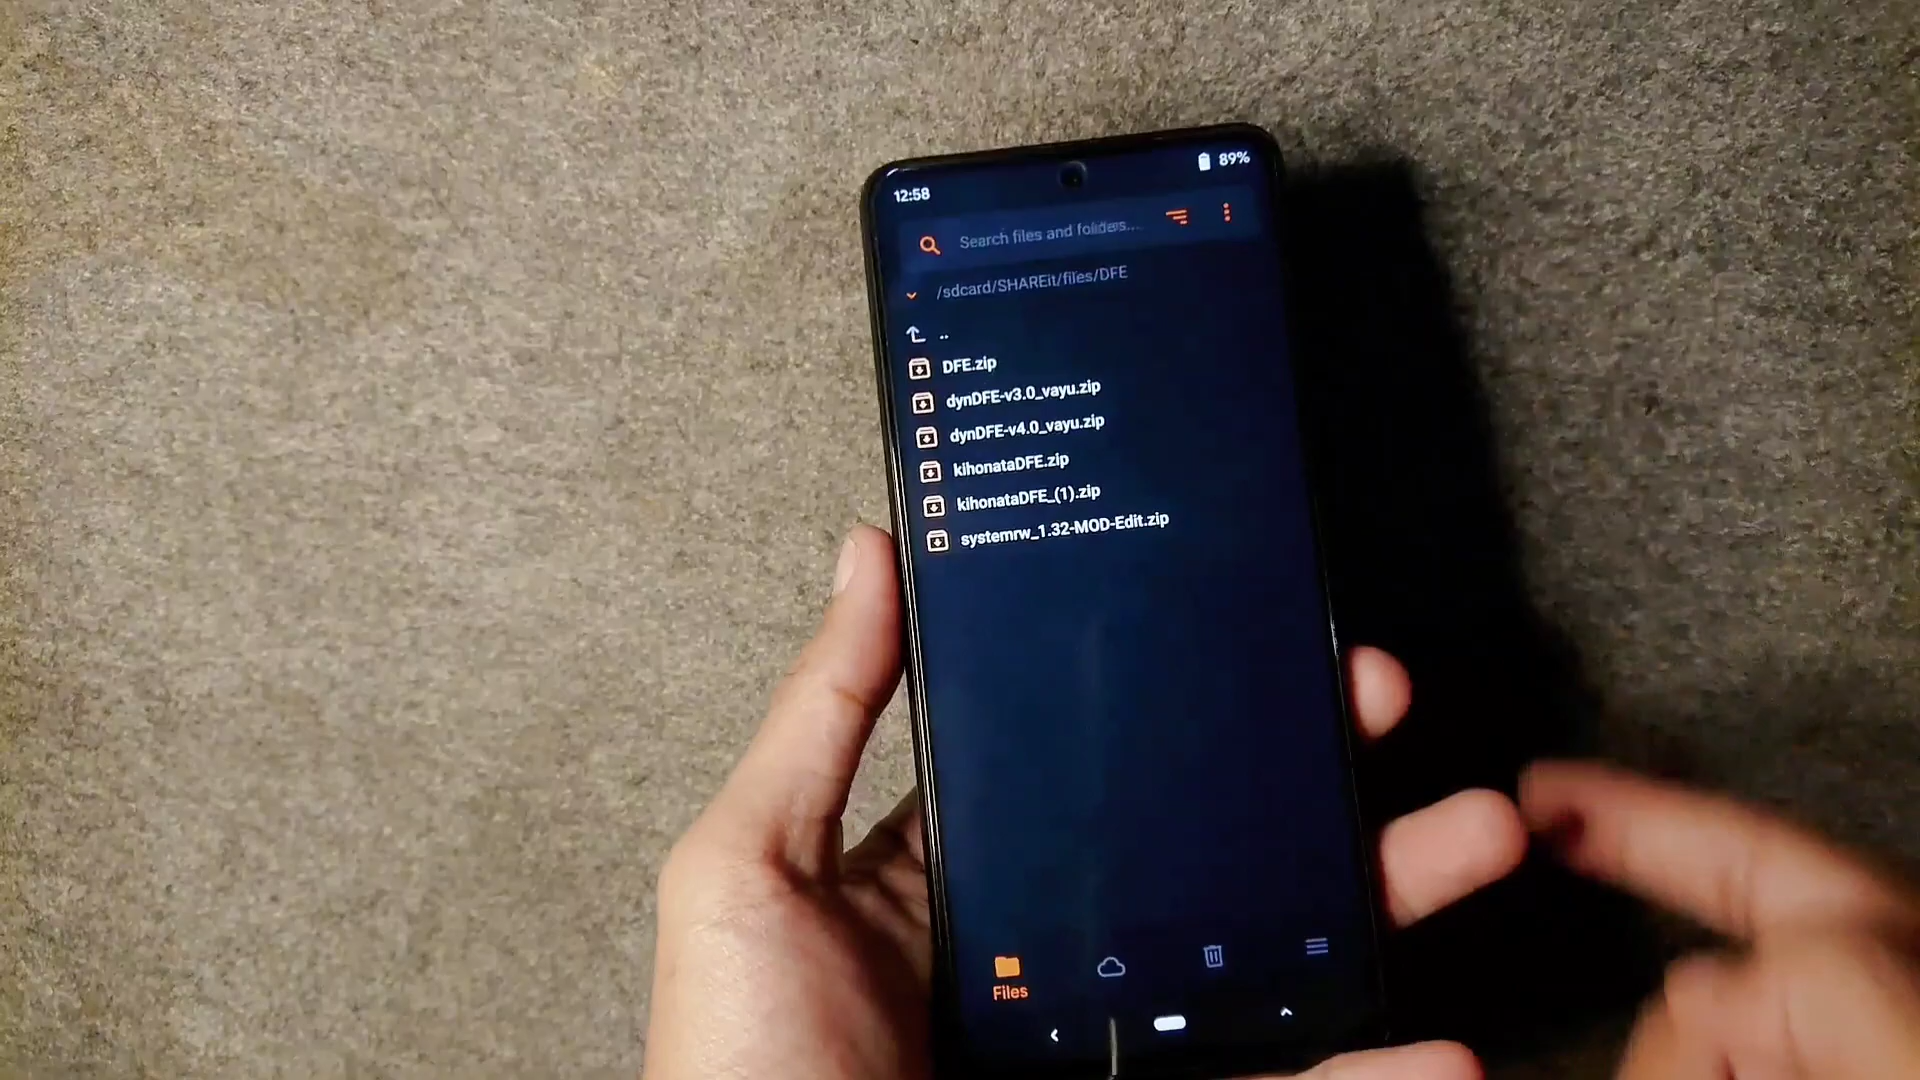 12:58
89%
Search files and folders...
/sdcard/SHAREit/files/DFE
..
DFE.zip
dynDFE-v3.0_vayu.zip
dynDFE-v4.0_vayu.zip
kihonataDFE.zip
kihonataDFE_(1).zip
systemrw_1.32-MOD-Edit.zip
Files